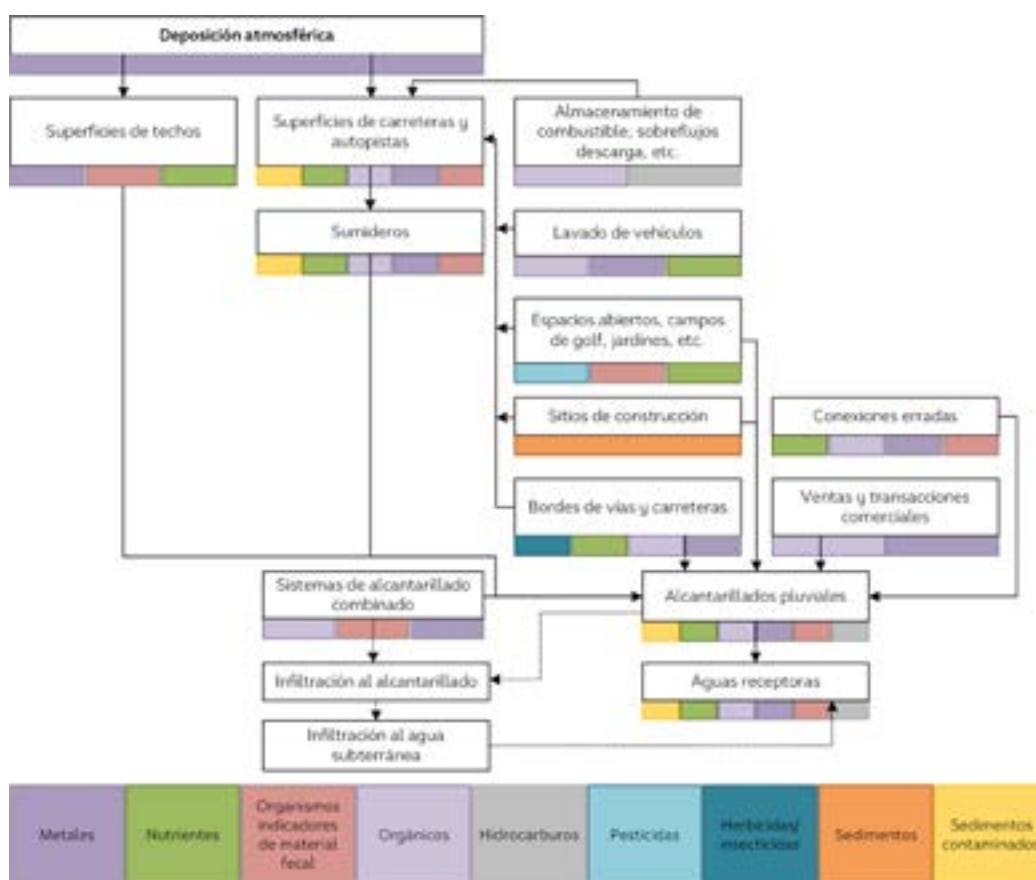 Deposición atmosférica
Superficies de techos
Superficies de carreteras y
autopistas
Almacenamiento de
combustible, sobreflujos
descarga, etc.
Sumideros
Lavado de vehículos
Espacios abiertos, campos
de golf, jardines, etc.
Sitios de construcción
Conexiones erradas
Bordes de vías y carreteras
Ventas y transacciones
comerciales
Sistemas de alcantarillado
combinado
Alcantarillados pluviales
Infiltración al alcantarillado
Aguas receptoras
Infiltración al agua
subterránea
Metales
Nutrientes
Organismos
indicadores
de material
fecal
Orgánicos
Hidrocarburos
Pesticidas
Herbicidas/
insecticidas
Sedimentos
Sedimentos
contaminados